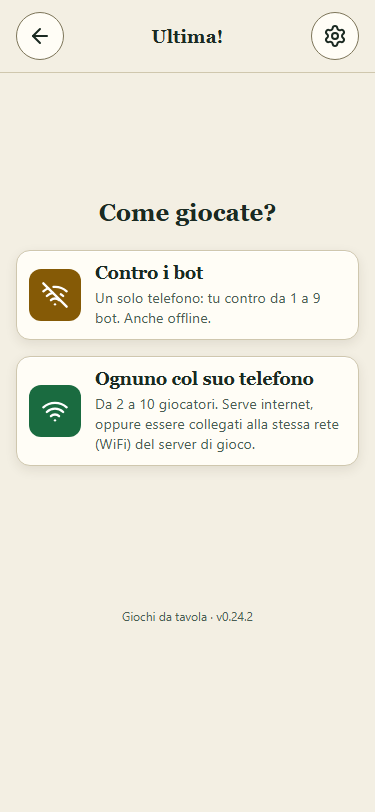 Ultima!
Come giocate?
Contro i bot
Un solo telefono: tu contro da 1 a 9
bot. Anche offline.
Ognuno col suo telefono
Da 2 a 10 giocatori. Serve internet,
oppure essere collegati alla stessa rete
(WiFi) del server di gioco.
Giochi da tavola · v0.24.2